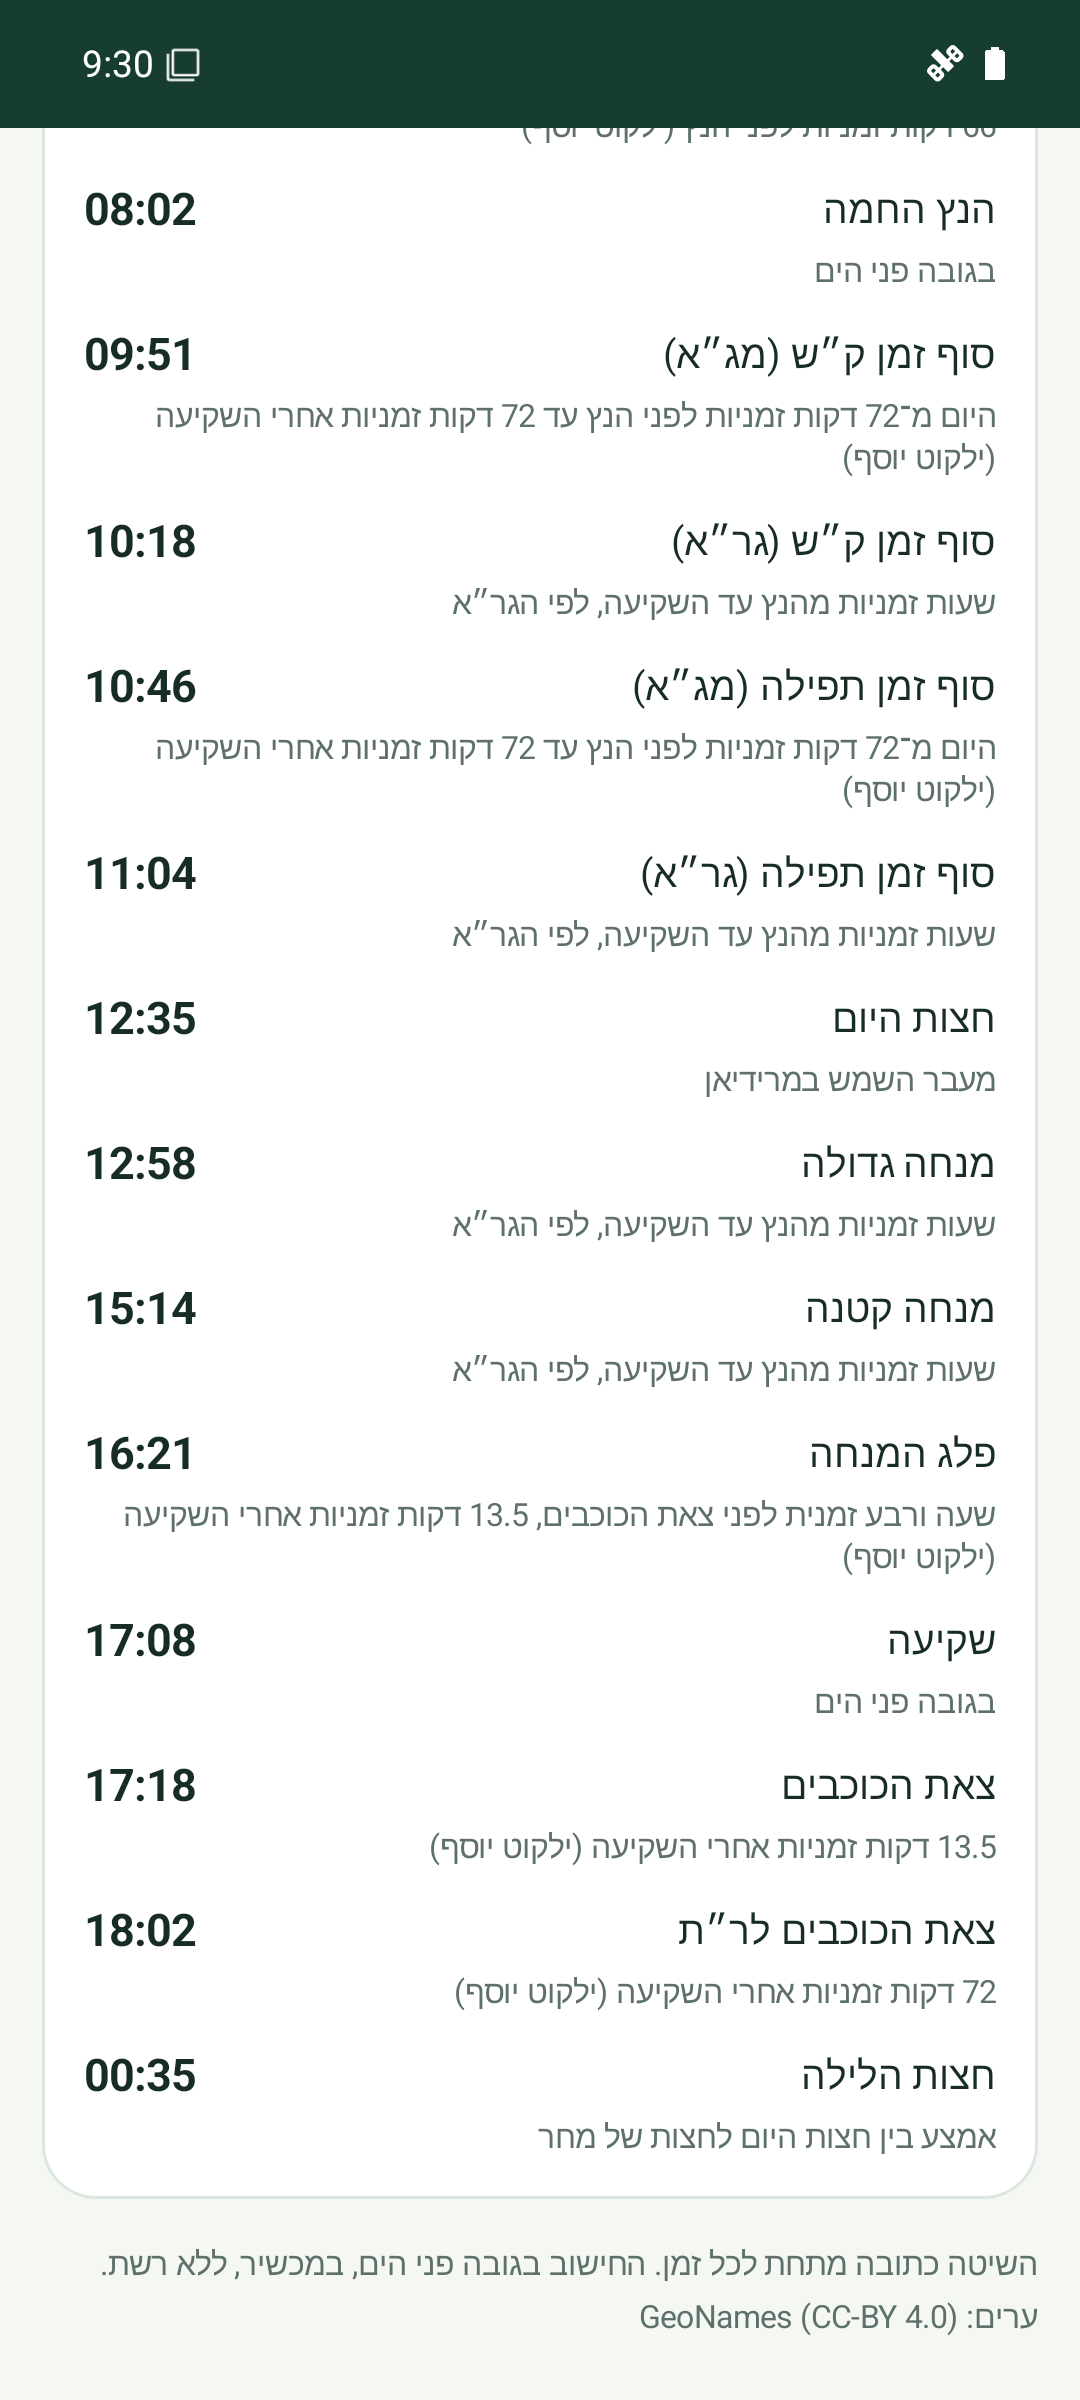 9:30
הנץ החמה 08:02
בגובה פני הים
סוף זמן ק״ש (מג״א) 09:51
היום מ־72 דקות זמניות לפני הנץ עד 72 דקות זמניות אחרי השקיעה
(ילקוט יוסף)
סוף זמן ק״ש (גר״א) 10:18
שעות זמניות מהנץ עד השקיעה, לפי הגר״א
סוף זמן תפילה (מג״א) 10:46
היום מ־72 דקות זמניות לפני הנץ עד 72 דקות זמניות אחרי השקיעה
(ילקוט יוסף)
סוף זמן תפילה (גר״א) 11:04
שעות זמניות מהנץ עד השקיעה, לפי הגר״א
חצות היום 12:35
מעבר השמש במרידיאן
מנחה גדולה 12:58
שעות זמניות מהנץ עד השקיעה, לפי הגר״א
מנחה קטנה 15:14
שעות זמניות מהנץ עד השקיעה, לפי הגר״א
פלג המנחה 16:21
שעה ורבע זמנית לפני צאת הכוכבים, 13.5 דקות זמניות אחרי השקיעה
(ילקוט יוסף)
שקיעה 17:08
בגובה פני הים
צאת הכוכבים 17:18
13.5 דקות זמניות אחרי השקיעה (ילקוט יוסף)
צאת הכוכבים לר״ת 18:02
72 דקות זמניות אחרי השקיעה (ילקוט יוסף)
חצות הלילה 00:35
אמצע בין חצות היום לחצות של מחר
השיטה כתובה מתחת לכל זמן. החישוב בגובה פני הים, במכשיר, ללא רשת.
ערים: GeoNames (CC-BY 4.0)